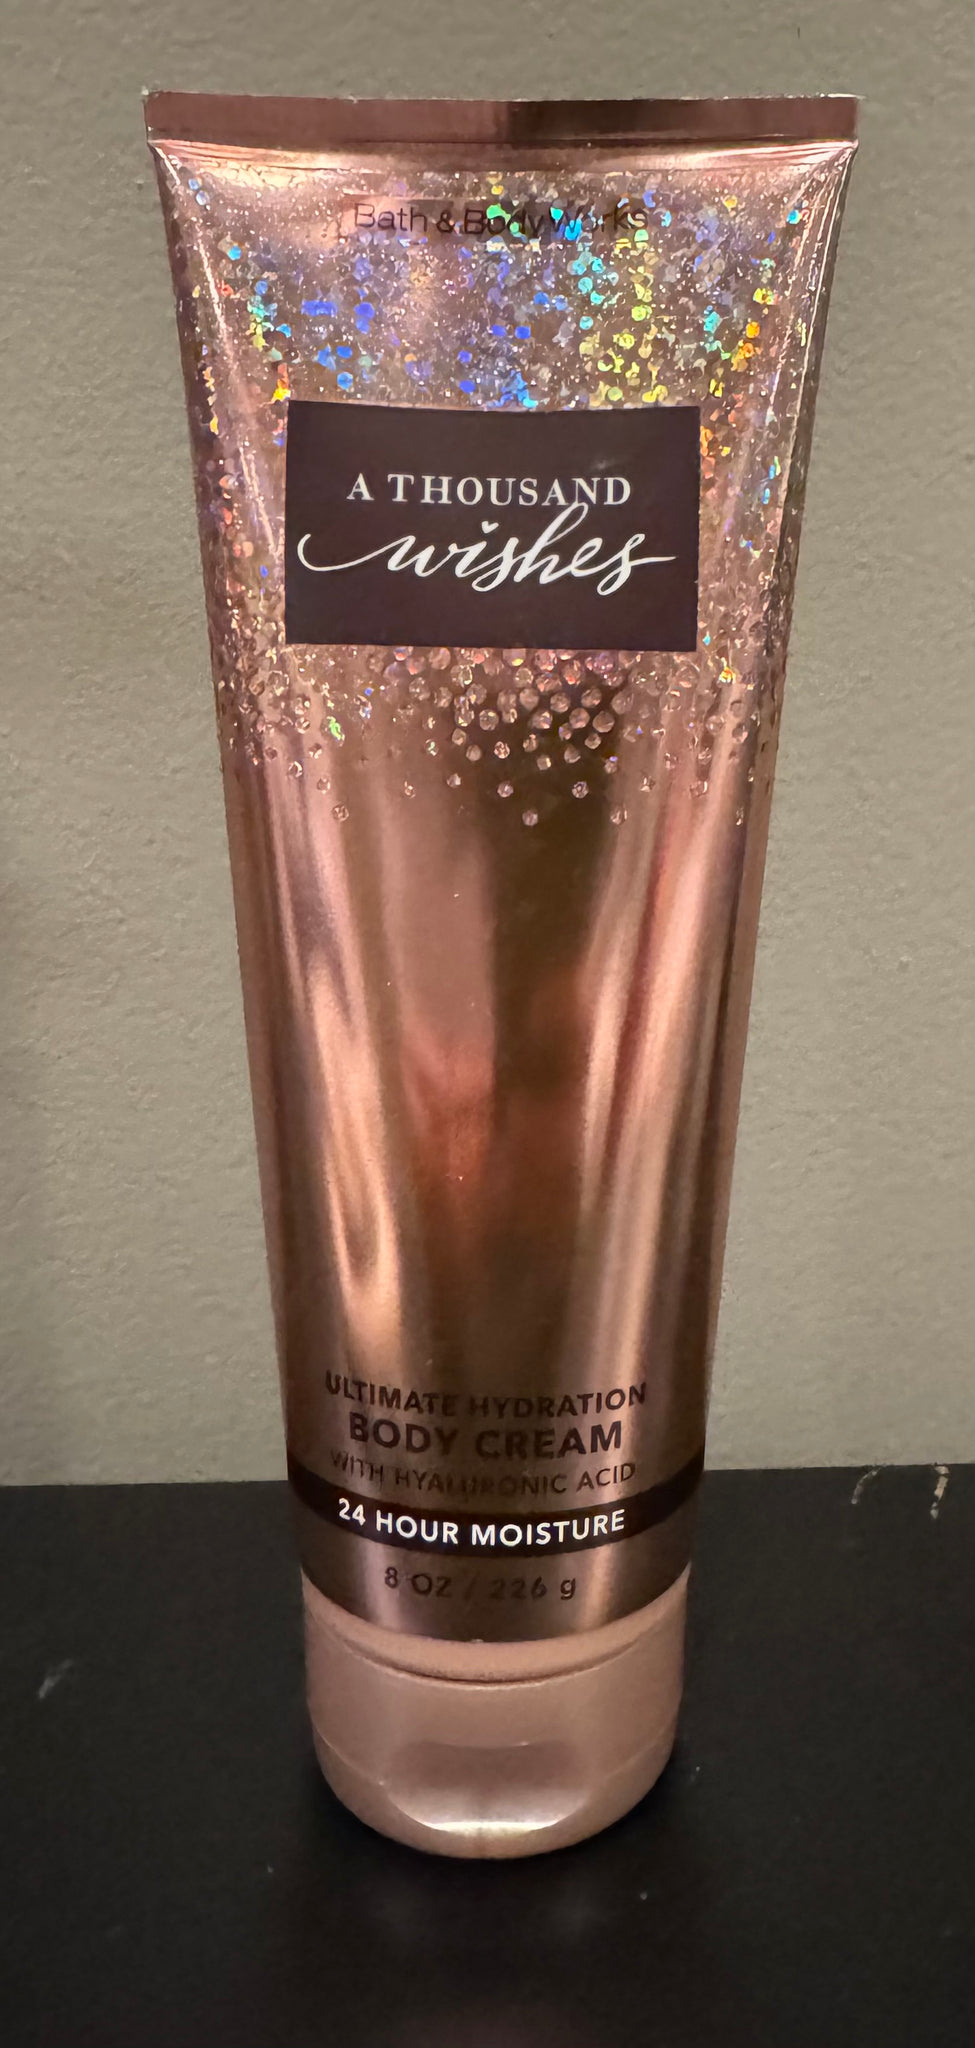 Bath & Body Works
A THOUSAND
wishes
ULTIMATE HYDRATION
BODY CREAM
WITH HYALURONIC ACID
24 HOUR MOISTURE
8 OZ / 226 g